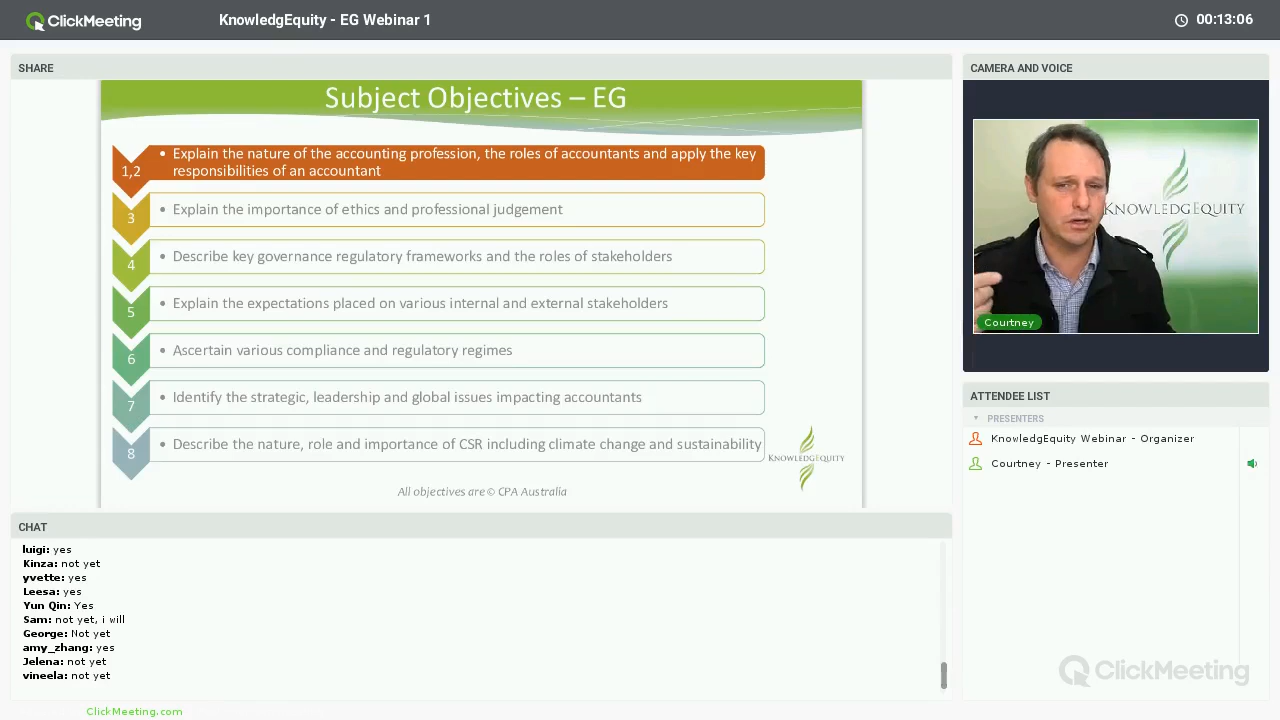 ClickMeeting
KnowledgEquity - EG Webinar 1
00:13:06
SHARE
Subject Objectives – EG
1,2
• Explain the nature of the accounting profession, the roles of accountants and apply the key
responsibilities of an accountant
3
• Explain the importance of ethics and professional judgement
4
• Describe key governance regulatory frameworks and the roles of stakeholders
5
• Explain the expectations placed on various internal and external stakeholders
6
• Ascertain various compliance and regulatory regimes
7
• Identify the strategic, leadership and global issues impacting accountants
8
• Describe the nature, role and importance of CSR including climate change and sustainability
KNOWLEDGEQUITY
All objectives are © CPA Australia
CAMERA AND VOICE
KNOWLEDGEQUITY
Courtney
ATTENDEE LIST
PRESENTERS
KnowledgEquity Webinar - Organizer
Courtney - Presenter
CHAT
luigi: yes
Kinza: not yet
yvette: yes
Leesa: yes
Yun Qin: Yes
Sam: not yet, i will
George: Not yet
amy_zhang: yes
Jelena: not yet
vineela: not yet
ClickMeeting
ClickMeeting.com